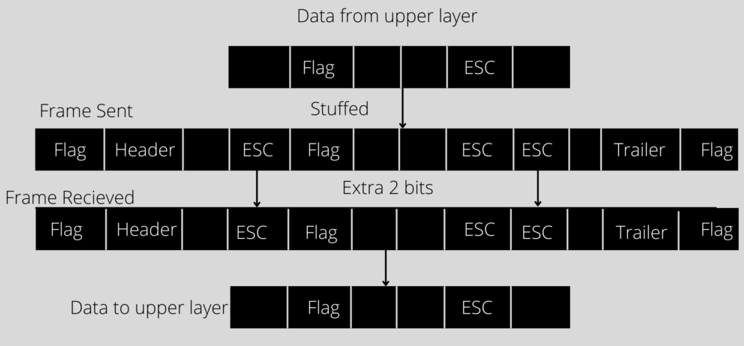 Data from upper layer
Flag ESC
Stuffed
Frame Sent
Flag Header ESC Flag ESC ESC Trailer Flag
Extra 2 bits
Frame Recieved
Flag Header ESC Flag ESC ESC Trailer Flag
Data to upper layer Flag ESC